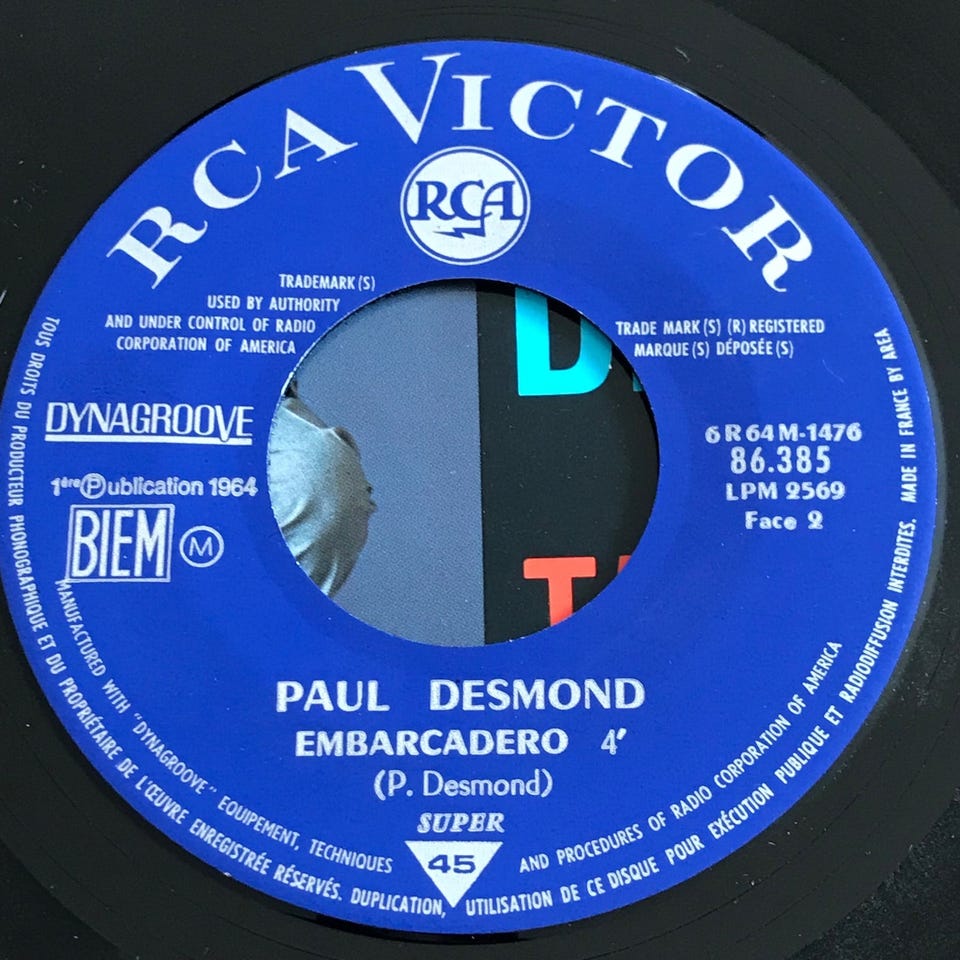 RCA VICTOR
RCA
TRADEMARK (S)
USED BY AUTHORITY
AND UNDER CONTROL OF RADIO
CORPORATION OF AMERICA
TRADE MARK (S) (R) REGISTERED
MARQUE (S) DÉPOSÉE (S)
DYNAGROOVE
1ère Ⓟublication 1964
BIEM Ⓜ
6 R 64 M-1476
86.385
LPM 2569
Face 2
PAUL DESMOND
EMBARCADERO 4'
(P. Desmond)
SUPER
45
MANUFACTURED WITH "DYNAGROOVE" EQUIPEMENT, TECHNIQUES AND PROCEDURES OF RADIO CORPORATION OF AMERICA
TOUS DROITS DU PRODUCTEUR PHONOGRAPHIQUE ET DU PROPRIÉTAIRE DE L'ŒUVRE ENREGISTRÉE RÉSERVÉS. DUPLICATION, UTILISATION DE CE DISQUE POUR EXÉCUTION PUBLIQUE ET RADIODIFFUSION INTERDITES. MADE IN FRANCE BY AREA